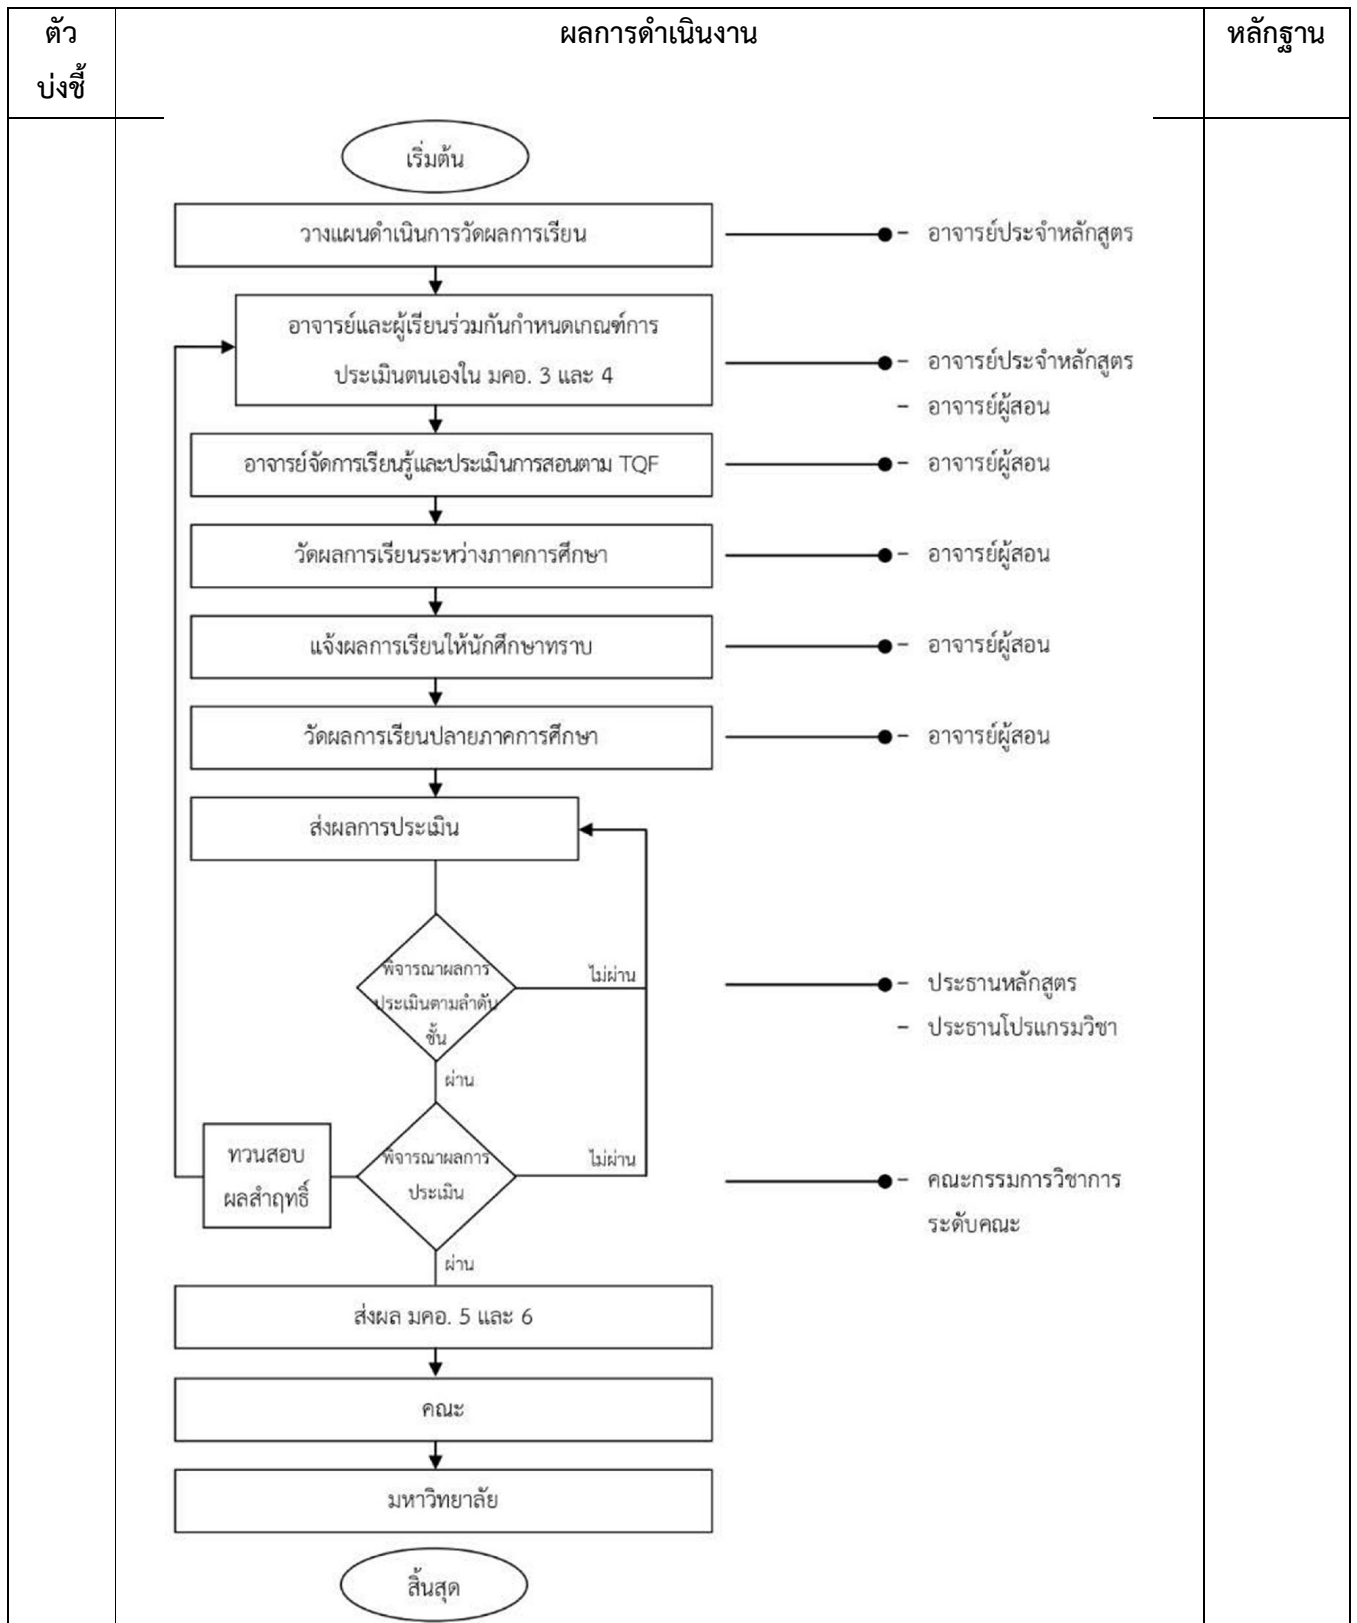 ตัว
บ่งชี้
ผลการดำเนินงาน
หลักฐาน
เริ่มต้น
วางแผนดำเนินการวัดผลการเรียน
– อาจารย์ประจำหลักสูตร
อาจารย์และผู้เรียนร่วมกันกำหนดเกณฑ์การ
ประเมินตนเองใน มคอ. 3 และ 4
– อาจารย์ประจำหลักสูตร
– อาจารย์ผู้สอน
อาจารย์จัดการเรียนรู้และประเมินการสอนตาม TQF
– อาจารย์ผู้สอน
วัดผลการเรียนระหว่างภาคการศึกษา
– อาจารย์ผู้สอน
แจ้งผลการเรียนให้นักศึกษาทราบ
– อาจารย์ผู้สอน
วัดผลการเรียนปลายภาคการศึกษา
– อาจารย์ผู้สอน
ส่งผลการประเมิน
พิจารณาผลการ
ประเมินตามลำดับ
ชั้น
ไม่ผ่าน
– ประธานหลักสูตร
– ประธานโปรแกรมวิชา
ผ่าน
ทวนสอบ
ผลสำฤทธิ์
พิจารณาผลการ
ประเมิน
ไม่ผ่าน
– คณะกรรมการวิชาการ
ระดับคณะ
ผ่าน
ส่งผล มคอ. 5 และ 6
คณะ
มหาวิทยาลัย
สิ้นสุด